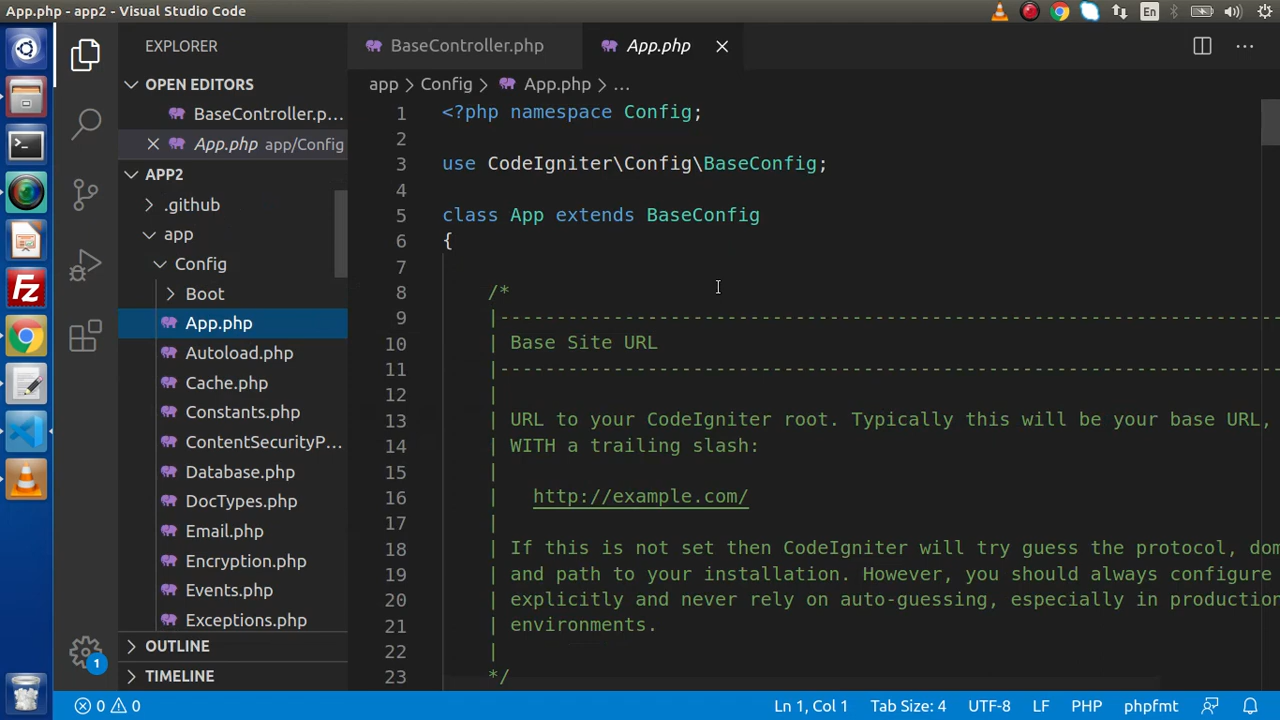 App.php - app2 - Visual Studio Code
En
EXPLORER
OPEN EDITORS
BaseController.p...
App.php app/Config
APP2
.github
app
Config
Boot
App.php
Autoload.php
Cache.php
Constants.php
ContentSecurityP...
Database.php
DocTypes.php
Email.php
Encryption.php
Events.php
Exceptions.php
OUTLINE
TIMELINE
BaseController.php
App.php
app > Config > App.php > ...
1 <?php namespace Config;
2
3 use CodeIgniter\Config\BaseConfig;
4
5 class App extends BaseConfig
6 {
7
8 /*
9 |--------------------------------------------------------------------------
10 | Base Site URL
11 |--------------------------------------------------------------------------
12 |
13 | URL to your CodeIgniter root. Typically this will be your base URL,
14 | WITH a trailing slash:
15 |
16 | http://example.com/
17 |
18 | If this is not set then CodeIgniter will try guess the protocol, dom
19 | and path to your installation. However, you should always configure
20 | explicitly and never rely on auto-guessing, especially in production
21 | environments.
22 |
23 */
1
0 0
Ln 1, Col 1
Tab Size: 4
UTF-8
LF
PHP
phpfmt